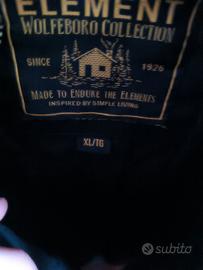 ELEMENT
WOLFEBORO COLLECTION
SINCE 1926
MADE TO ENDURE THE ELEMENTS
INSPIRED BY SIMPLE LIVING
XL/TG
subito